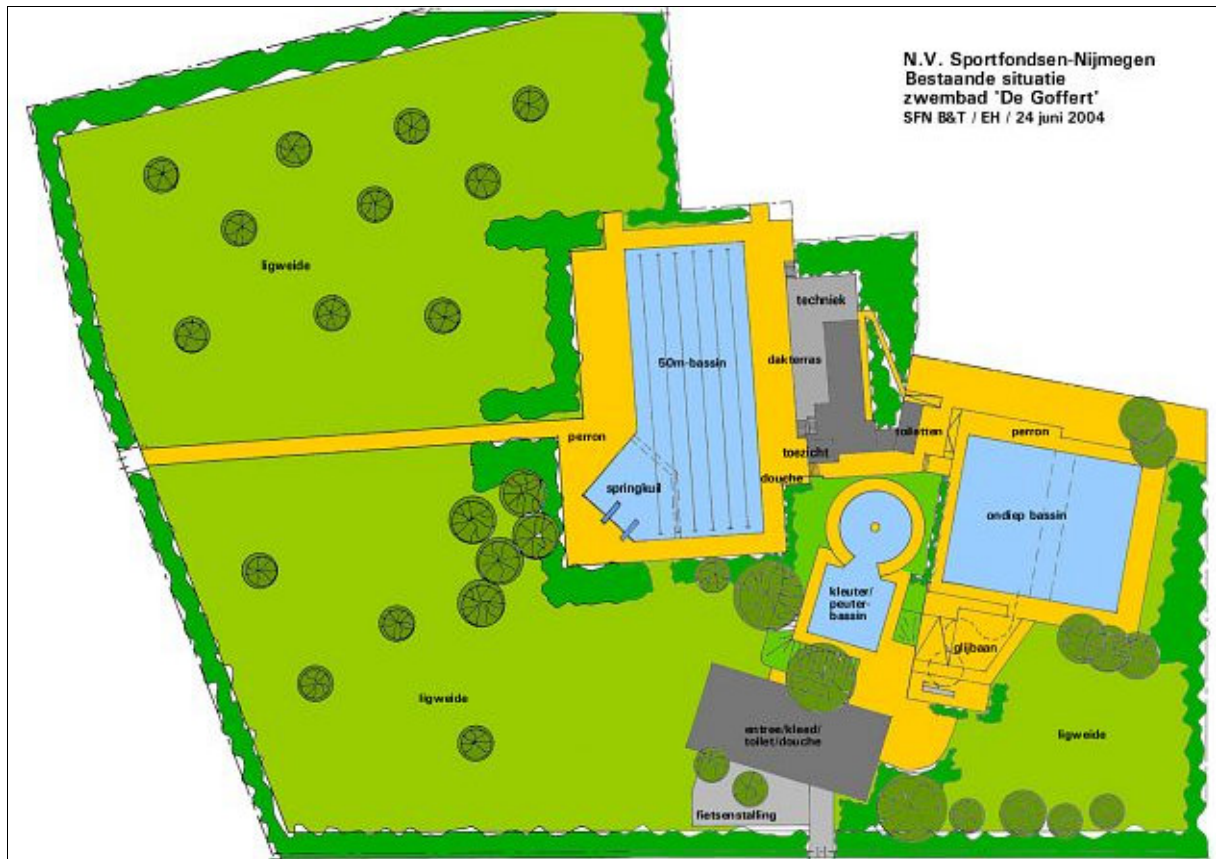 N.V. Sportfondsen-Nijmegen
Bestaande situatie
zwembad "De Goffert"
SFN B&T / EH / 24 juni 2004
ligweide
techniek
50m-bassin
dakterras
perron
toezicht
toiletten
perron
douche
springkuil
ondiep bassin
kleuter/
peuter-
bassin
glijbaan
ligweide
entree/kleed/
toilet/douche
ligweide
fietsenstalling